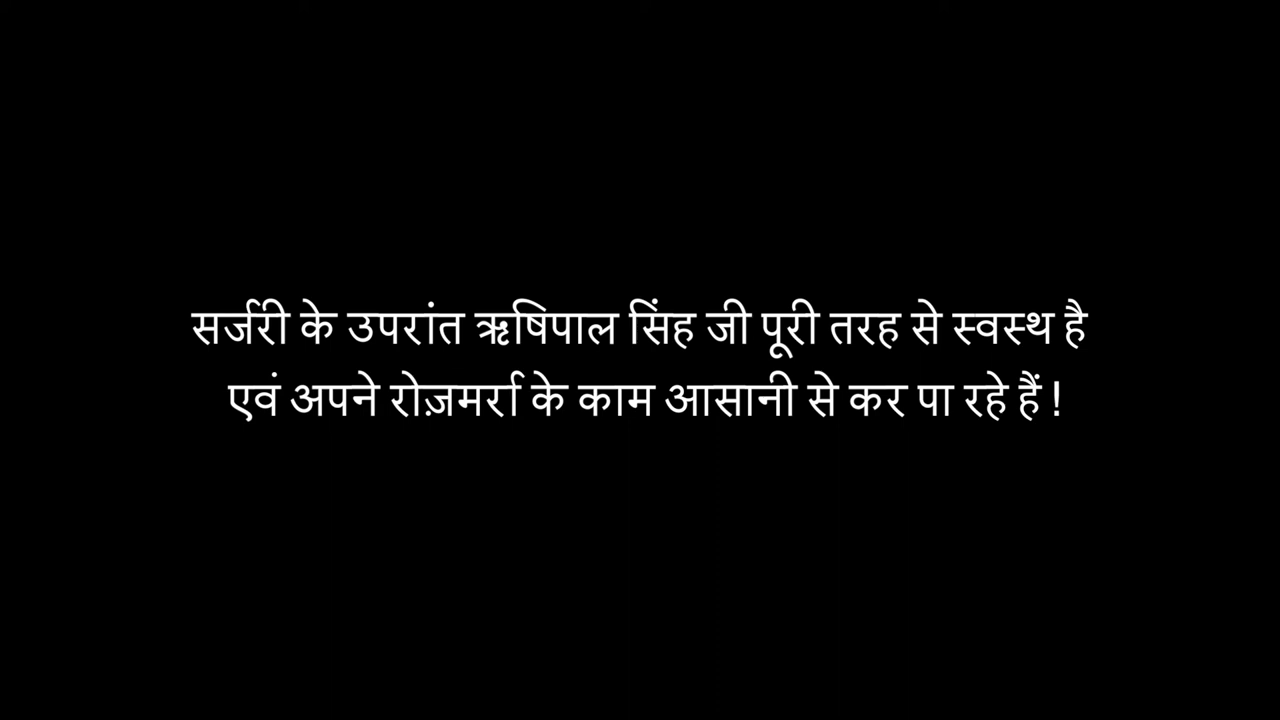 सर्जरी के उपरांत ऋषिपाल सिंह जी पूरी तरह से स्वस्थ है
एवं अपने रोज़मर्रा के काम आसानी से कर पा रहे हैं !